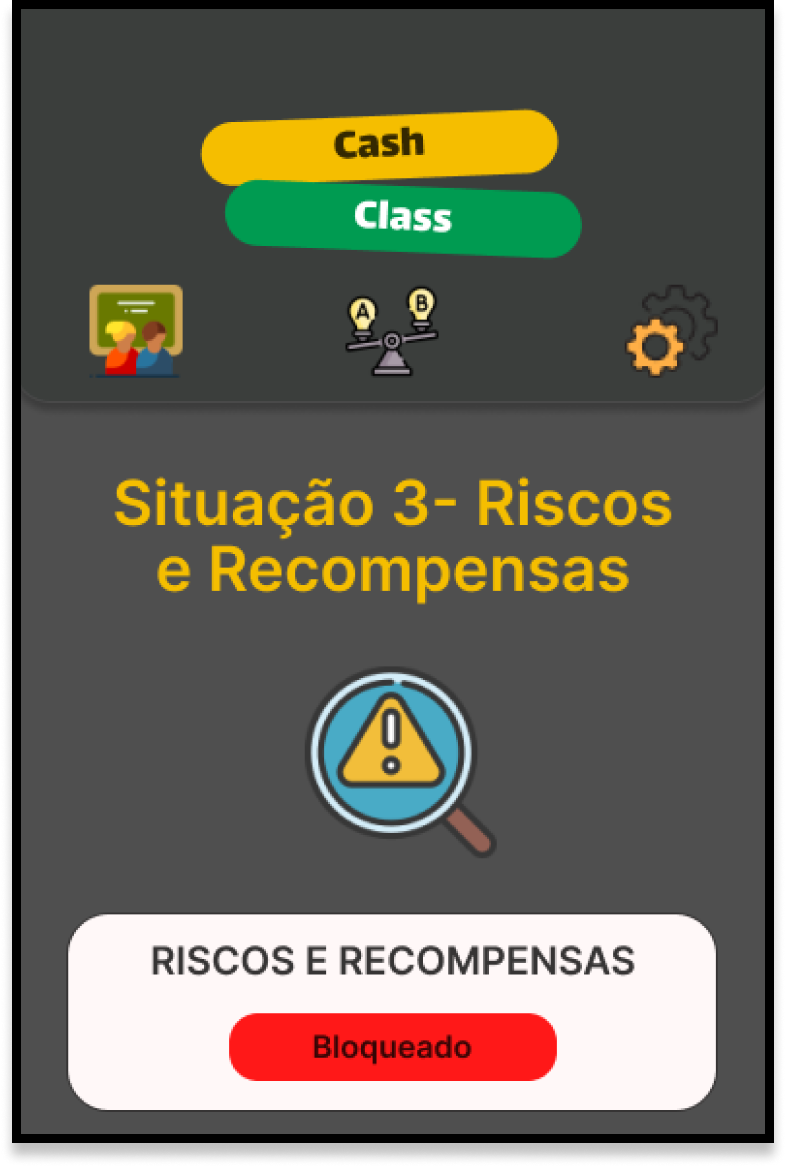 Cash
Class
A
B
Situação 3- Riscos
e Recompensas
RISCOS E RECOMPENSAS
Bloqueado